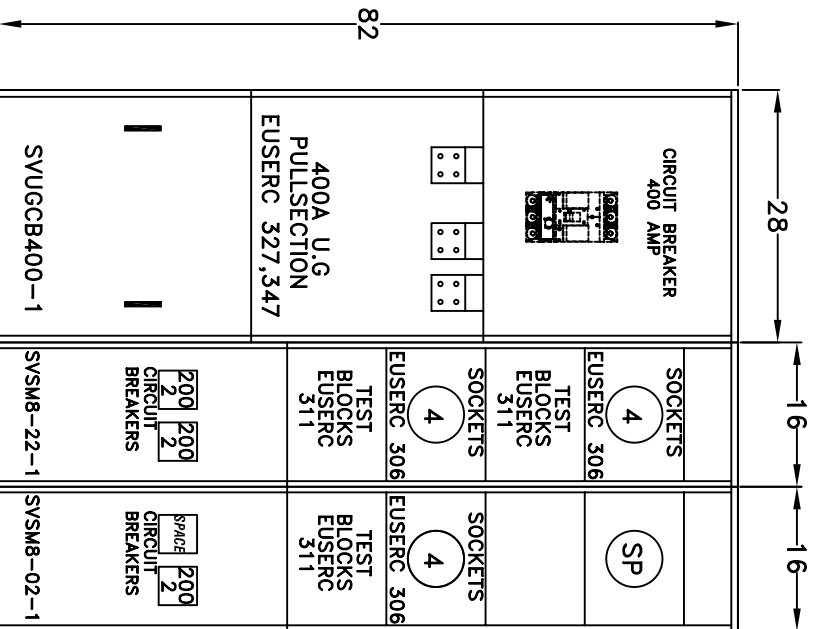 28
16
16
82
CIRCUIT BREAKER
400 AMP
400A U.G
PULLSECTION
EUSERC 327,347
SVUGCB400-1
SOCKETS
4
EUSERC 306
TEST
BLOCKS
EUSERC
311
SOCKETS
4
EUSERC 306
TEST
BLOCKS
EUSERC
311
200 200
2 2
CIRCUIT
BREAKERS
SVSM8-22-1
SP
SOCKETS
4
EUSERC 306
TEST
BLOCKS
EUSERC
311
SPACE
200
2
CIRCUIT
BREAKERS
SVSM8-02-1